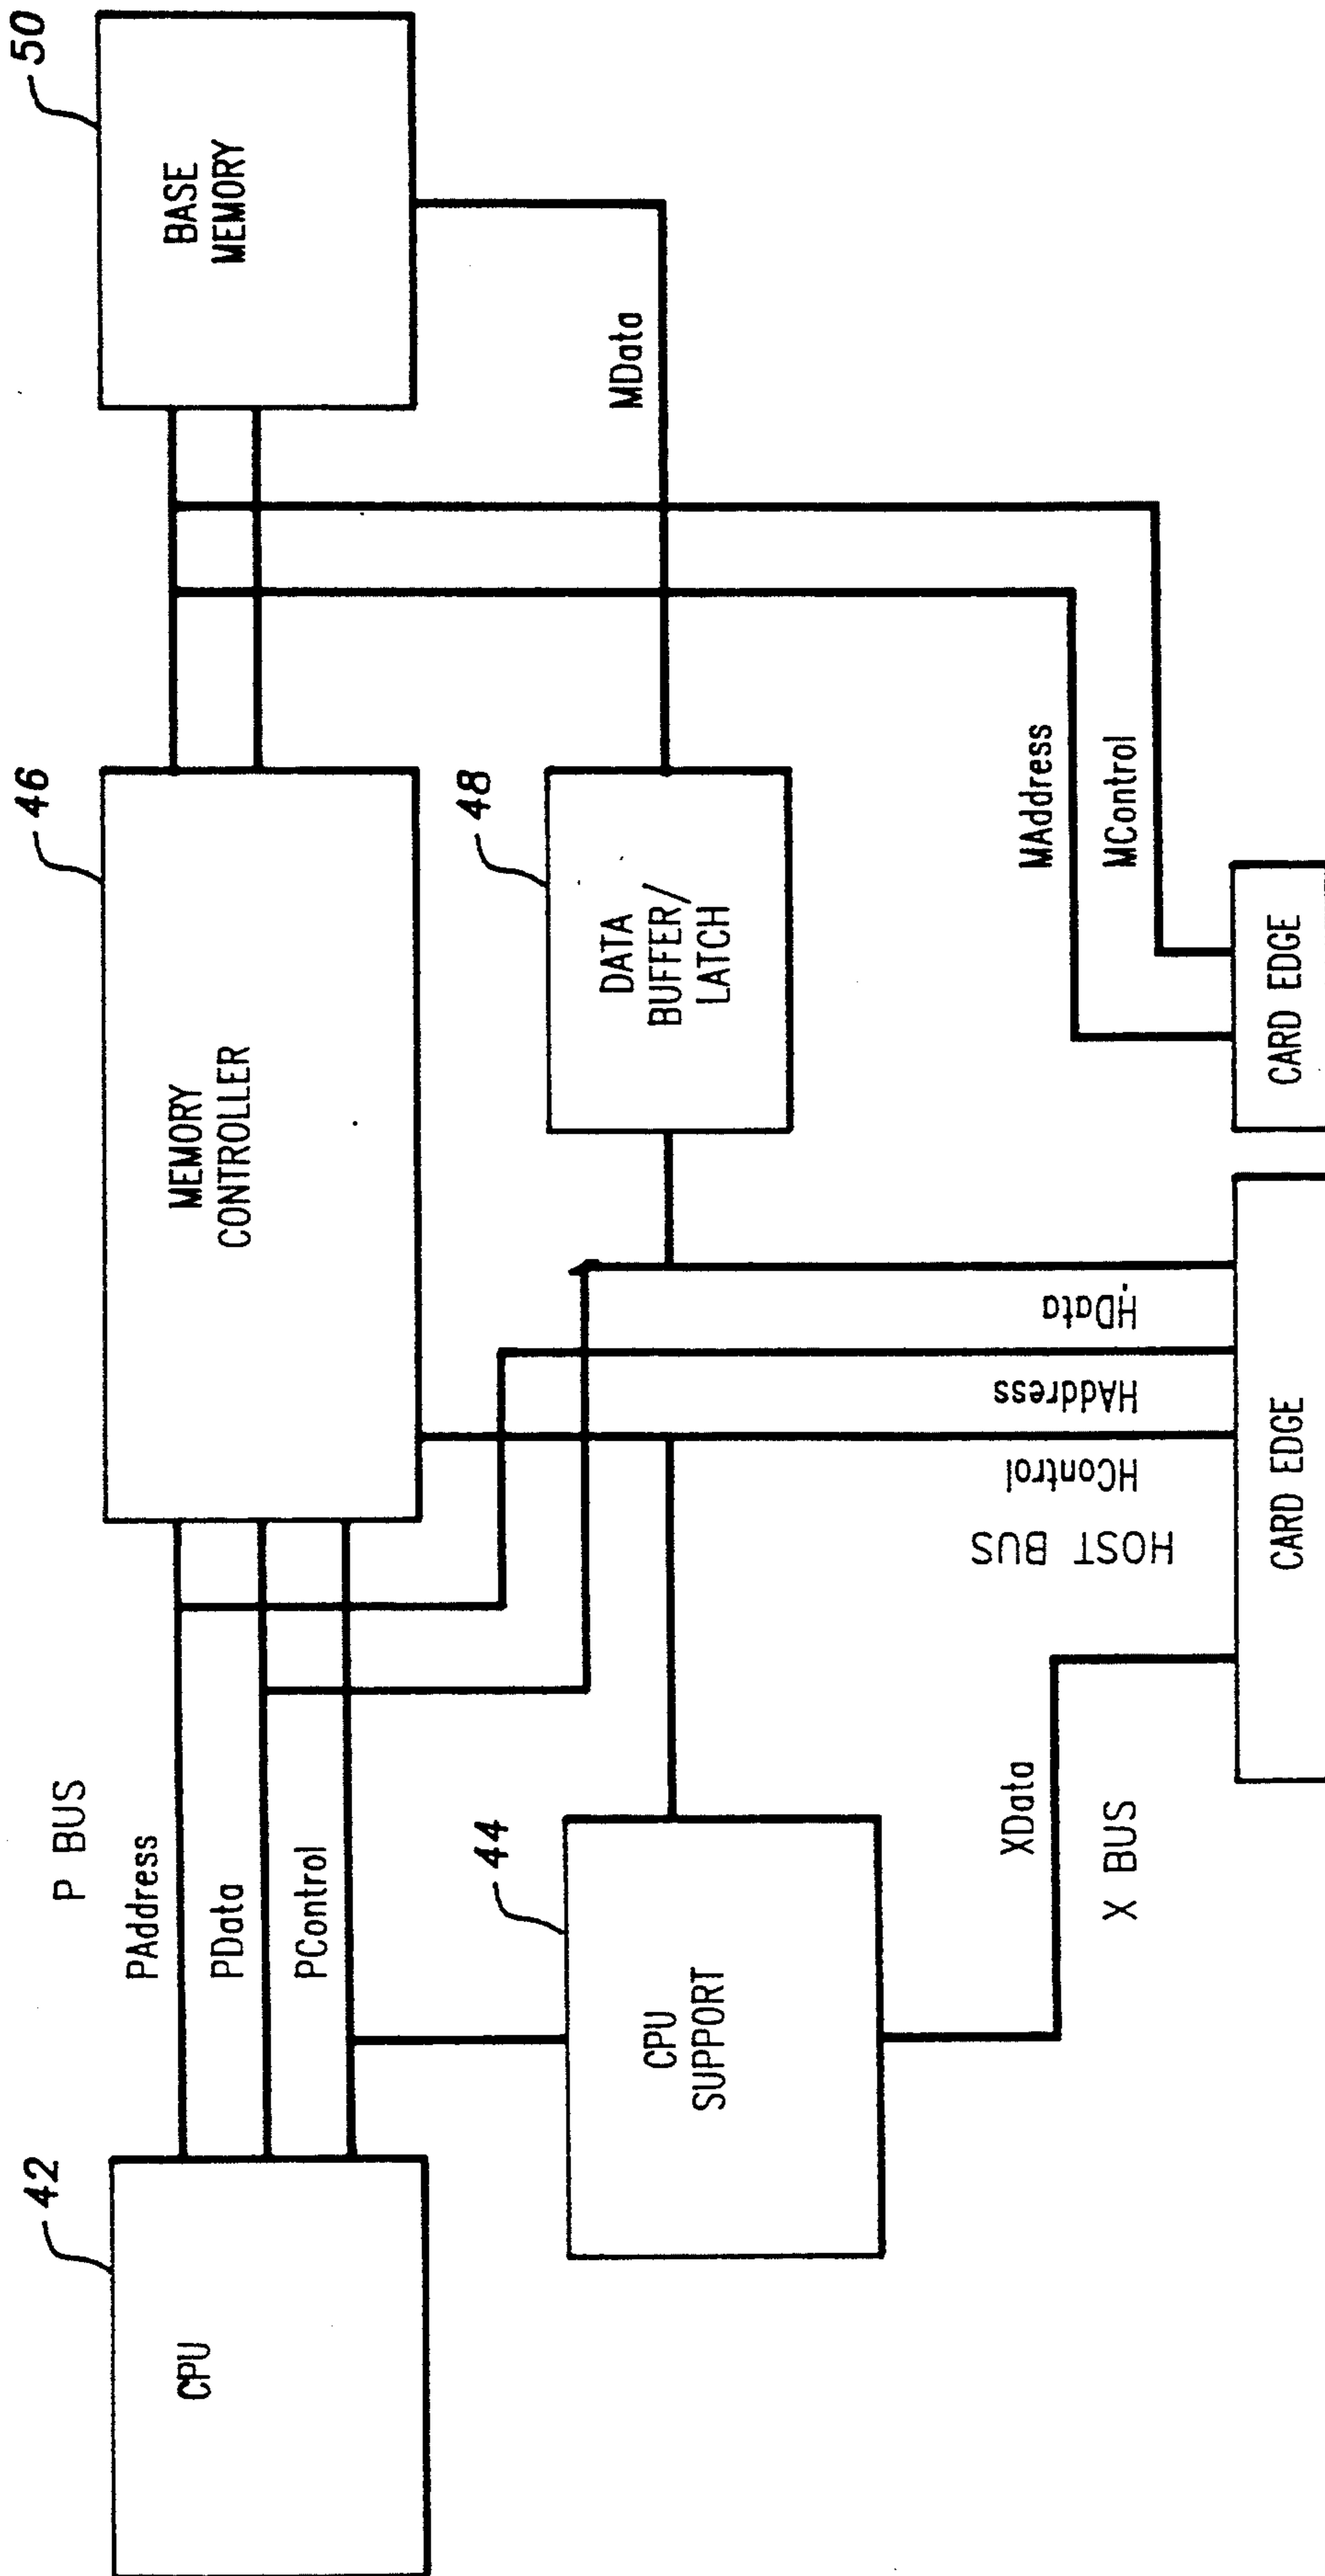 42
46
50
P BUS
CPU
PAddress
PData
PControl
MEMORY
CONTROLLER
BASE
MEMORY
44
48
CPU
SUPPORT
DATA
BUFFER/
LATCH
MData
XData
X BUS
HOST BUS
HControl
HAddress
HData
MAddress
MControl
CARD EDGE
CARD EDGE